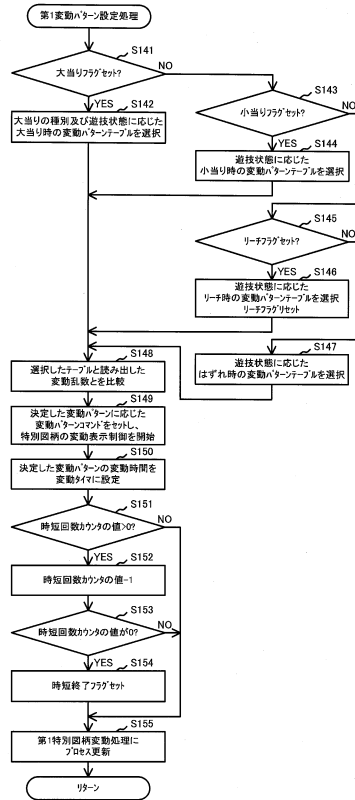 第1変動パターン設定処理
S141
大当りフラグセット?
NO
YES
S142
大当りの種別及び遊技状態に応じた
大当り時の変動パターンテーブルを選択
S143
小当りフラグセット?
NO
YES
S144
遊技状態に応じた
小当り時の変動パターンテーブルを選択
S145
リーチフラグセット?
NO
YES
S146
遊技状態に応じた
リーチ時の変動パターンテーブルを選択
リーチフラグリセット
S147
遊技状態に応じた
はずれ時の変動パターンテーブルを選択
S148
選択したテーブルと読み出した
変動乱数とを比較
S149
決定した変動パターンに応じた
変動パターンコマンドをセットし、
特別図柄の変動表示制御を開始
S150
決定した変動パターンの変動時間を
変動タイマに設定
S151
時短回数カウンタの値>0?
NO
YES
S152
時短回数カウンタの値-1
S153
時短回数カウンタの値が0?
NO
YES
S154
時短終了フラグセット
S155
第1特別図柄変動処理に
プロセス更新
リターン